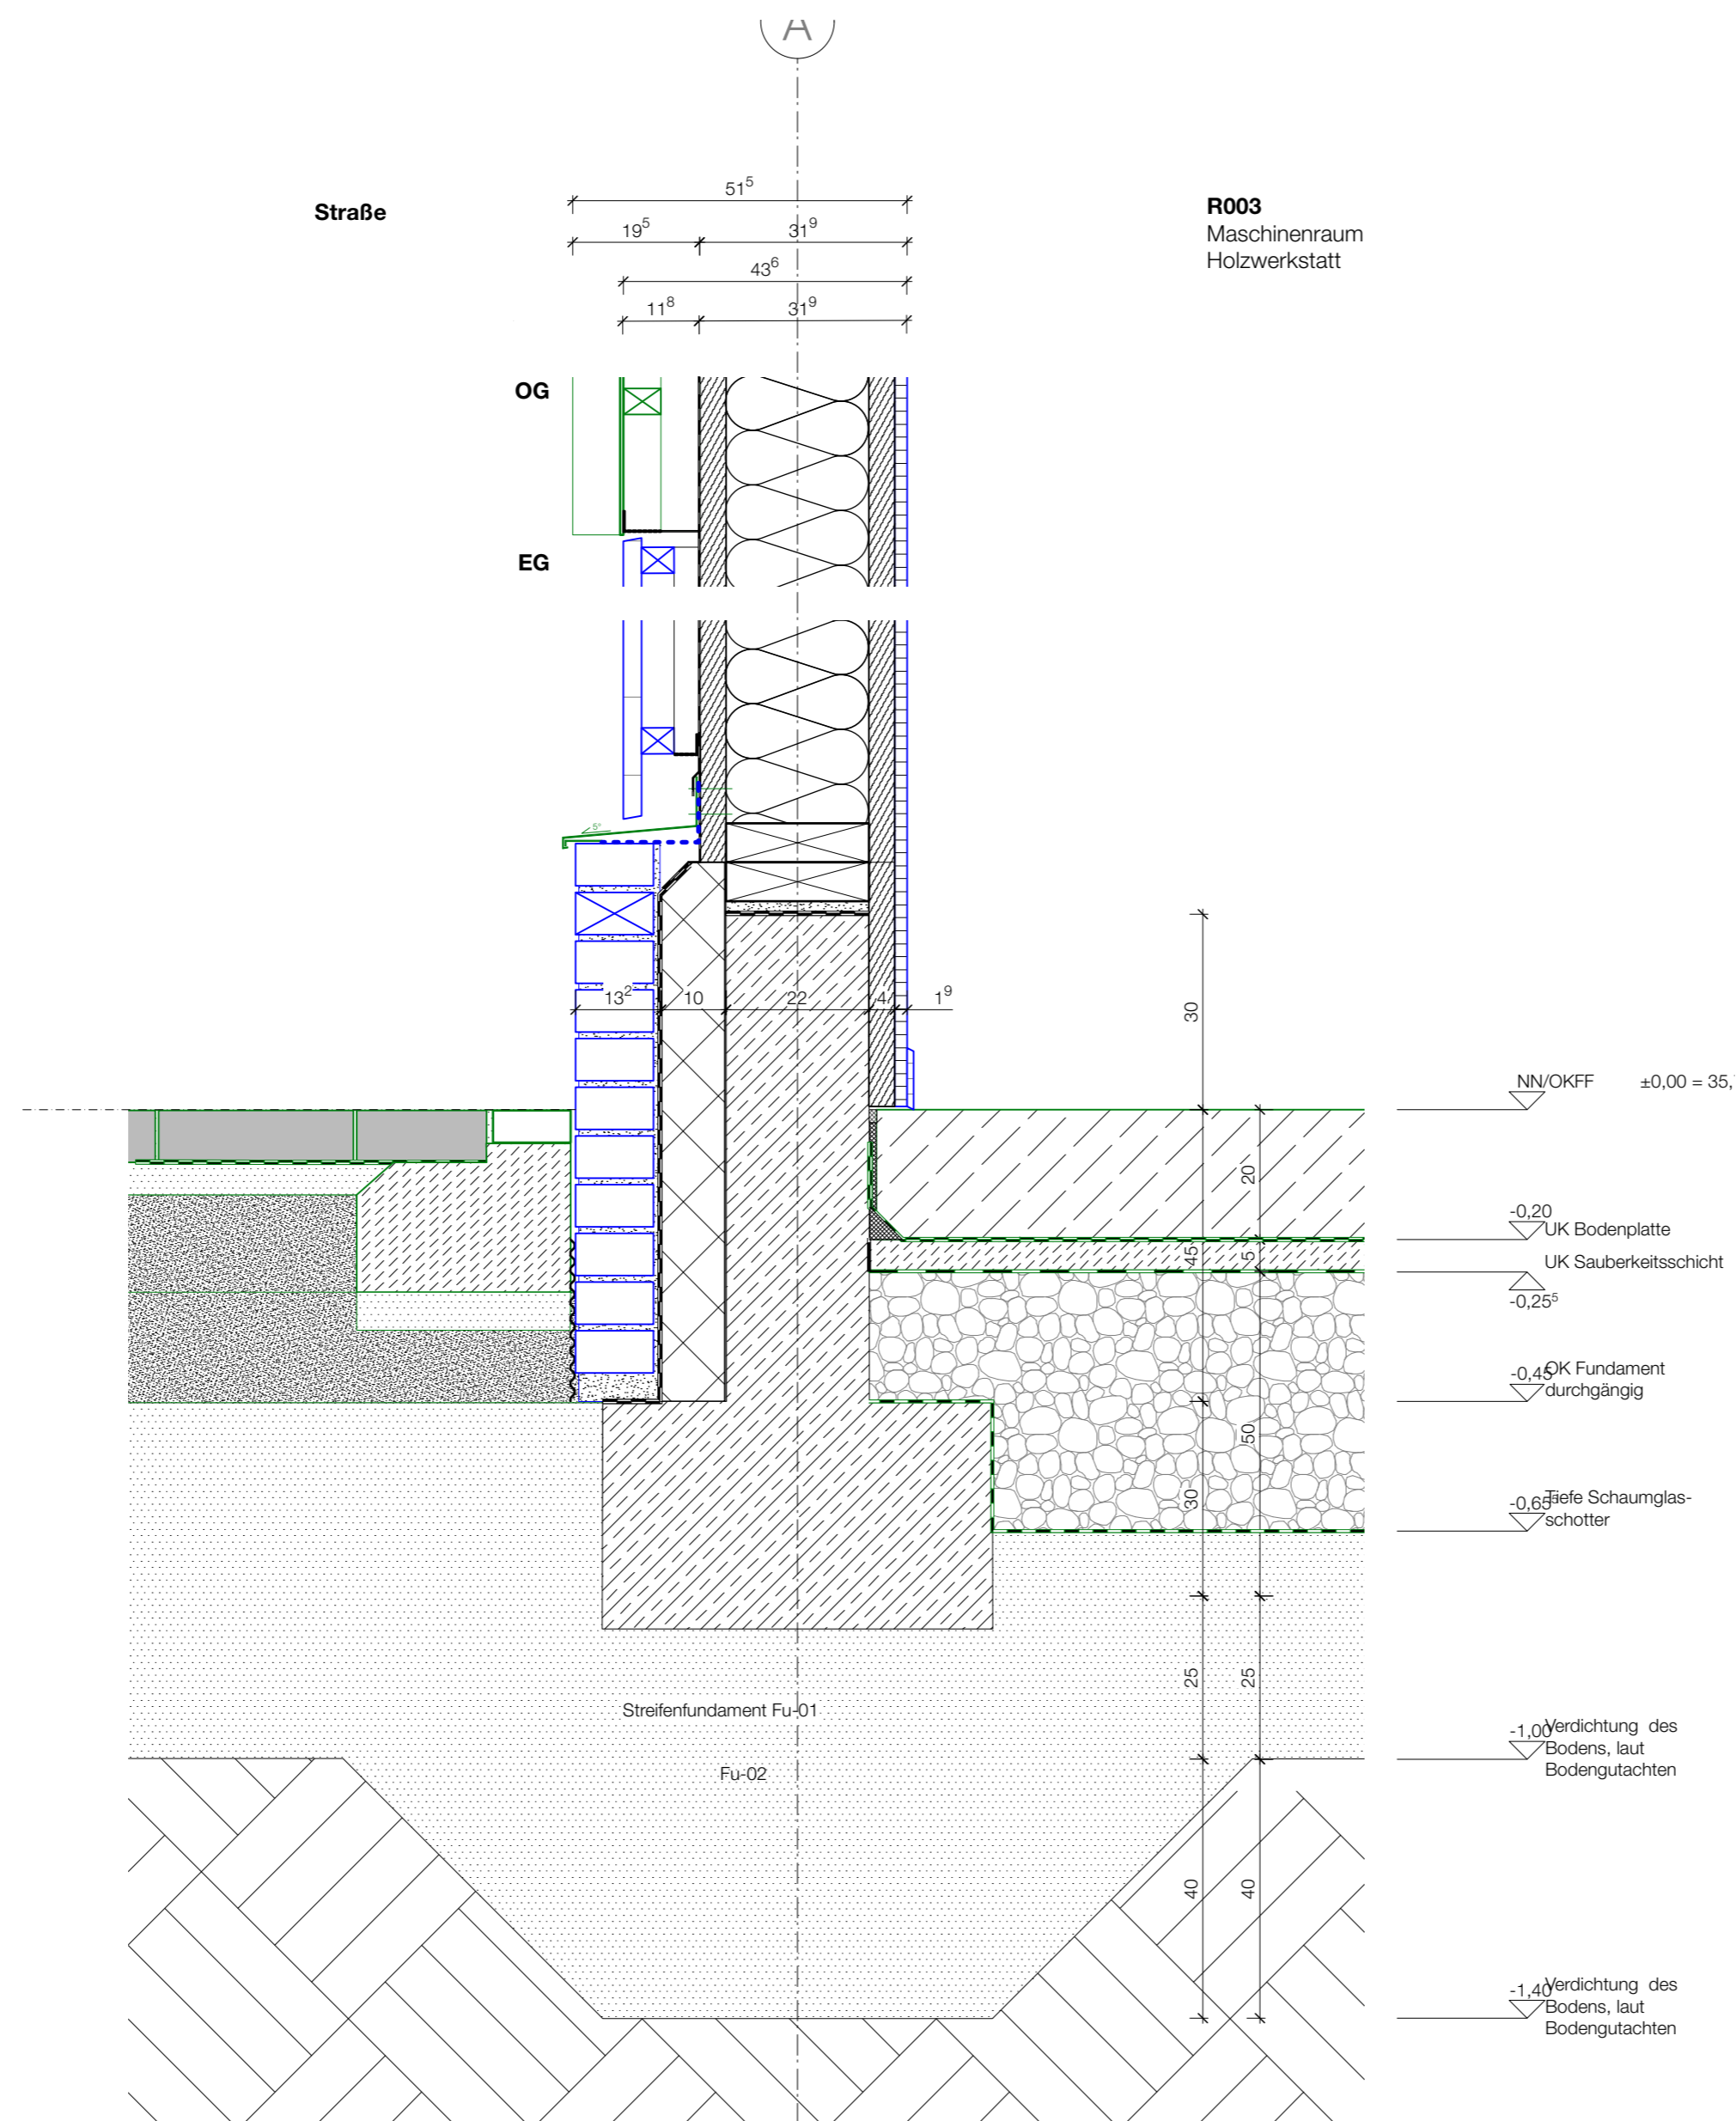 A
51⁵
Straße
R003
19⁵ 31⁹
Maschinenraum
Holzwerkstatt
43⁶
11⁸ 31⁹
OG
EG
5°
13² 10 22 4 1⁹
30
NN/OKFF ±0,00 = 35,
20
-0,20
UK Bodenplatte
45 5
UK Sauberkeitsschicht
-0,25⁵
-0,45
OK Fundament
durchgängig
50
30
Tiefe Schaumglas-
schotter
25 25
Streifenfundament Fu-01
-1,00
Verdichtung des
Bodens, laut
Bodengutachten
Fu-02
40 40
-1,40
Verdichtung des
Bodens, laut
Bodengutachten